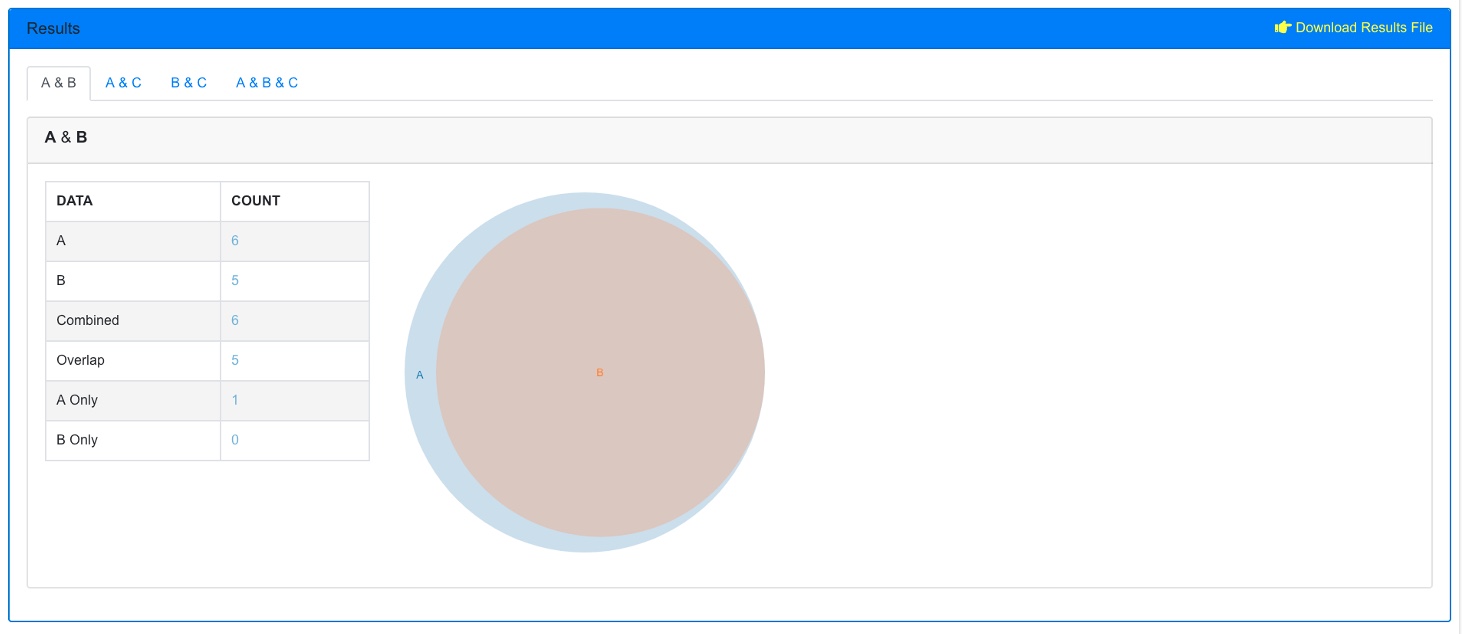 Results
Download Results File
A & B
A & C
B & C
A & B & C
A & B
DATA COUNT
A 6
B 5
Combined 6
Overlap 5
A Only 1
B Only 0
A
B